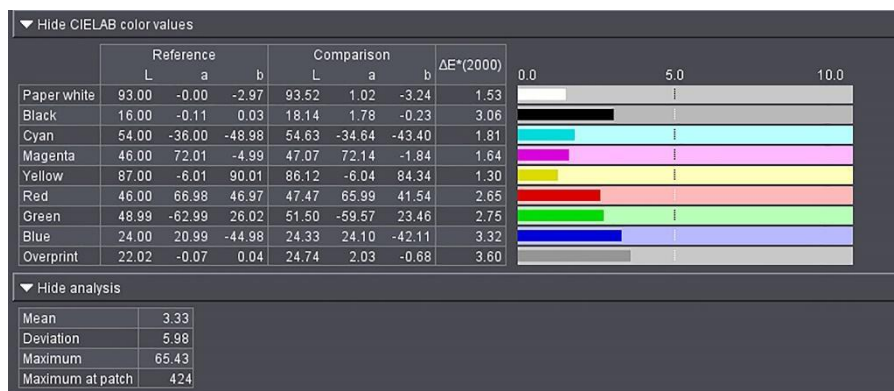 Hide CIELAB color values
Reference Comparison ΔE*(2000)
L a b L a b 0.0 5.0 10.0
Paper white 93.00 -0.00 -2.97 93.52 1.02 -3.24 1.53
Black 16.00 -0.11 0.03 18.14 1.78 -0.23 3.06
Cyan 54.00 -36.00 -48.98 54.63 -34.64 -43.40 1.81
Magenta 46.00 72.01 -4.99 47.07 72.14 -1.84 1.64
Yellow 87.00 -6.01 90.01 86.12 -6.04 84.34 1.30
Red 46.00 66.98 46.97 47.47 65.99 41.54 2.65
Green 48.99 -62.99 26.02 51.50 -59.57 23.46 2.75
Blue 24.00 20.99 -44.98 24.33 24.10 -42.11 3.32
Overprint 22.02 -0.07 0.04 24.74 2.03 -0.68 3.60
Hide analysis
Mean 3.33
Deviation 5.98
Maximum 65.43
Maximum at patch 424